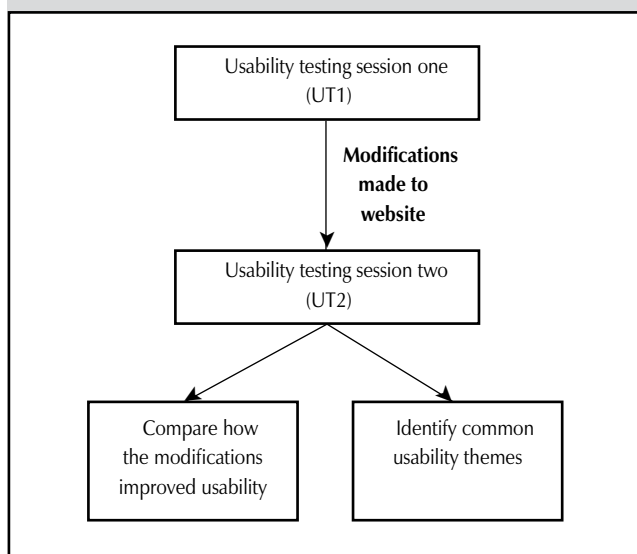 Usability testing session one
(UT1)
Modifications
made to
website
Usability testing session two
(UT2)
Compare how
the modifications
improved usability
Identify common
usability themes